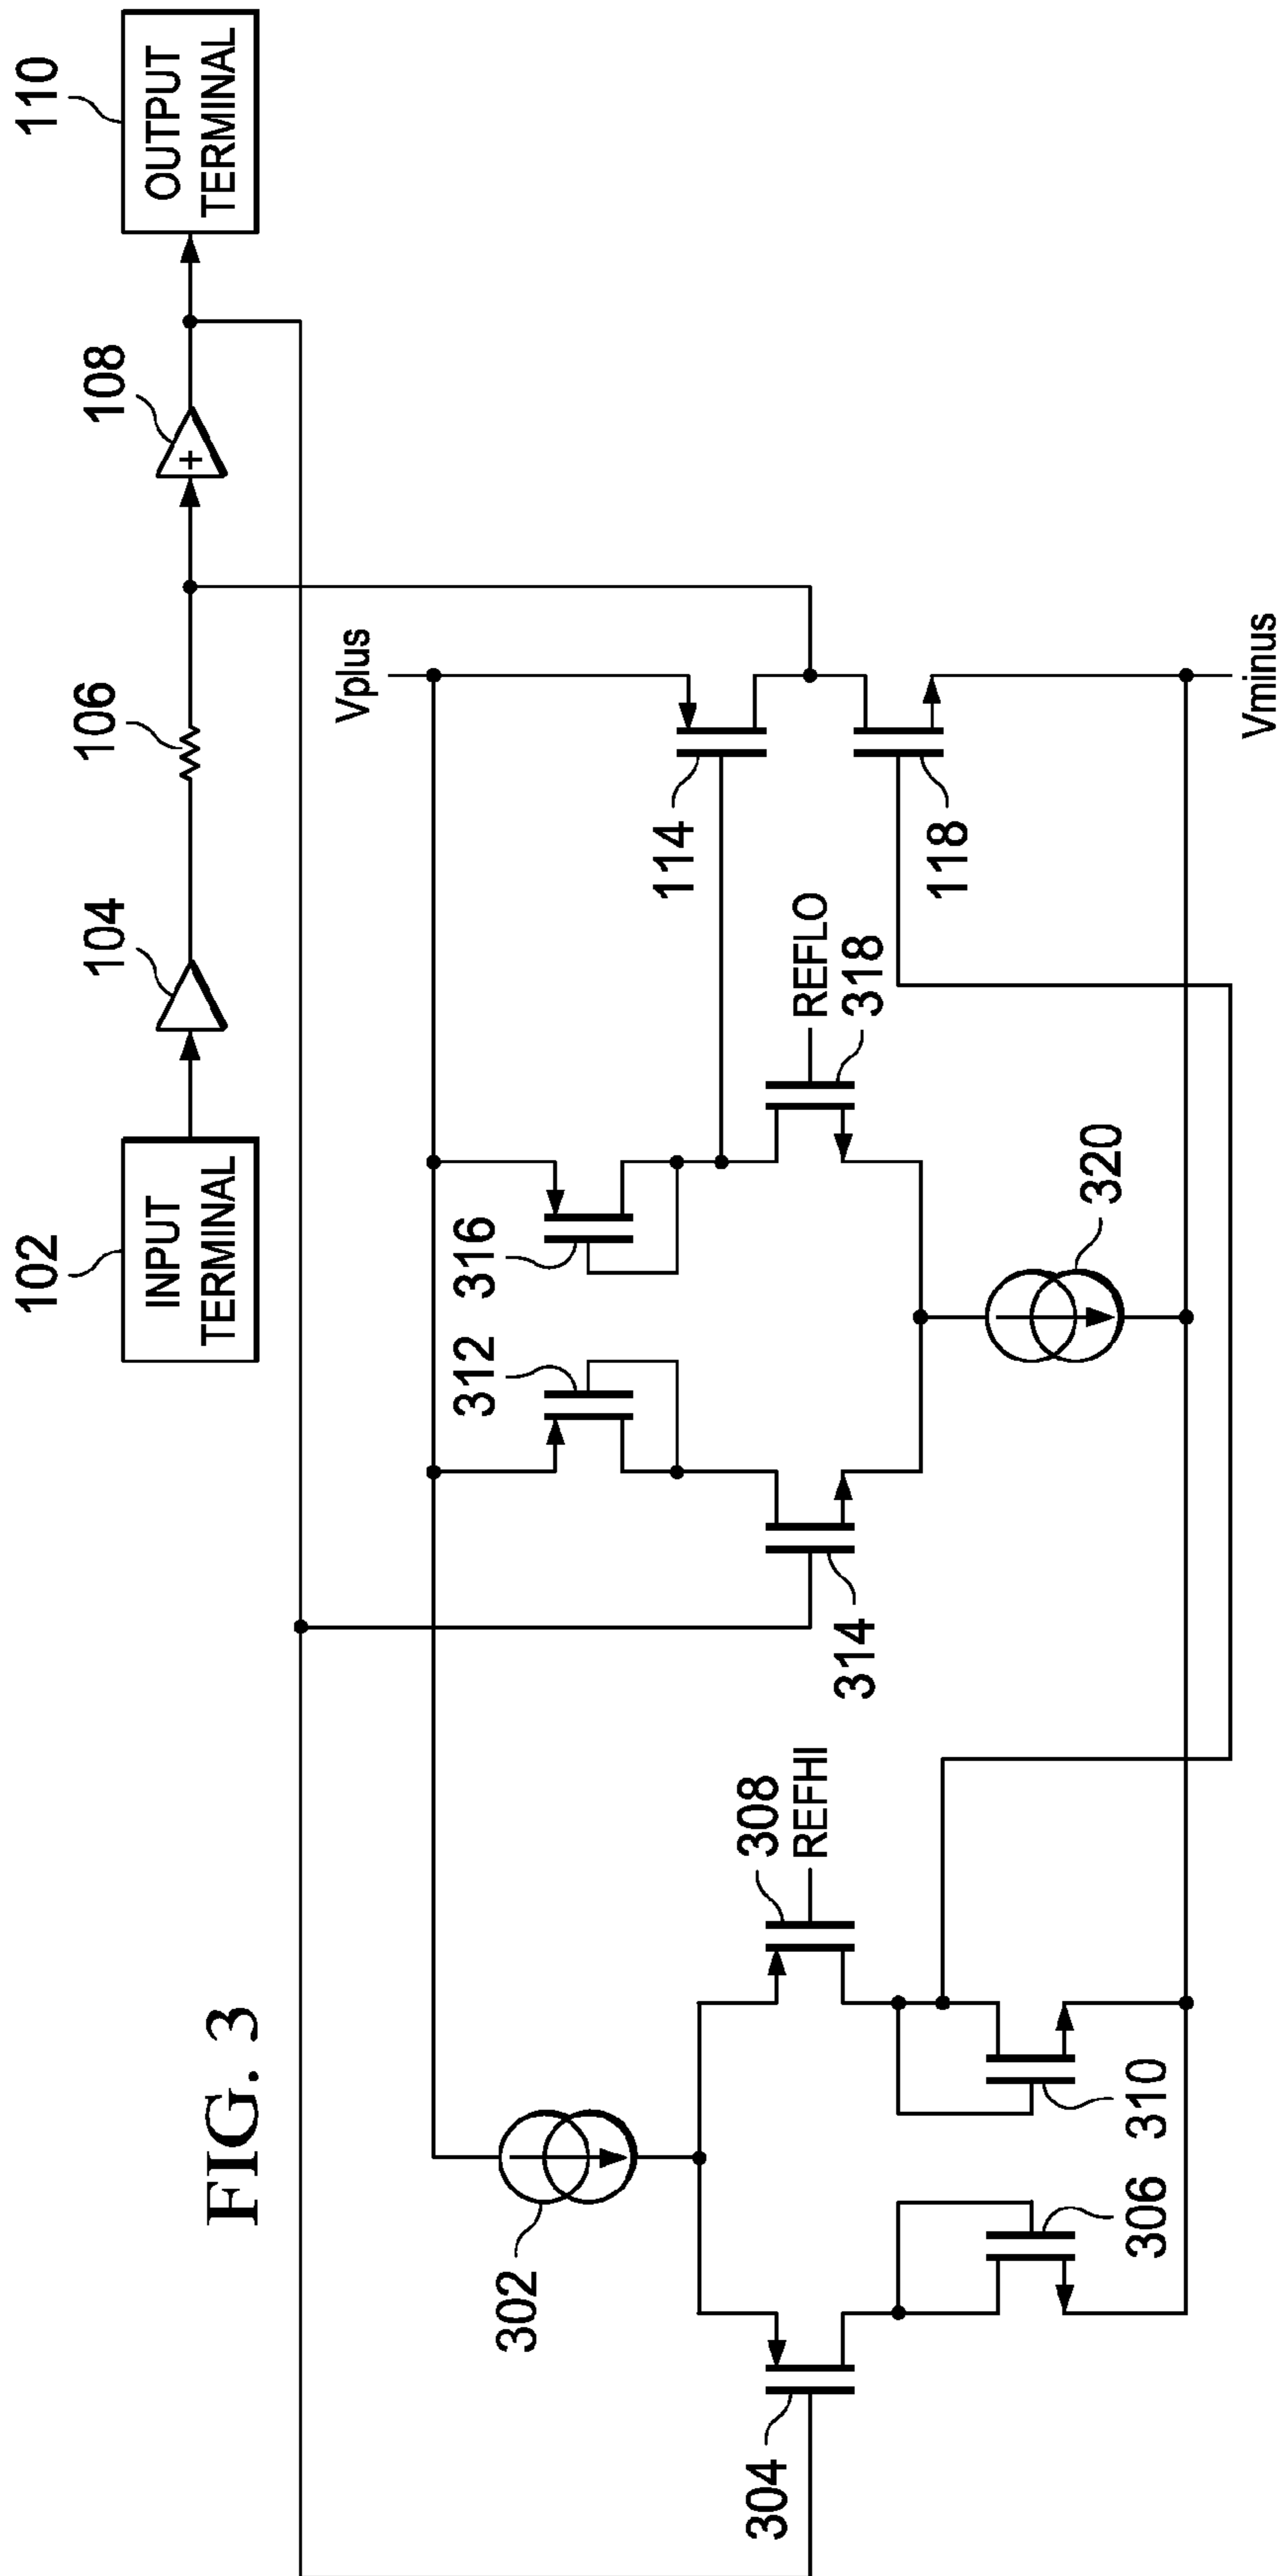 FIG. 3
102
INPUT
TERMINAL
104
106
108
110
OUTPUT
TERMINAL
Vplus
302
312
316
114
304
308
REFHI
314
REFLO
318
118
306
310
320
Vminus